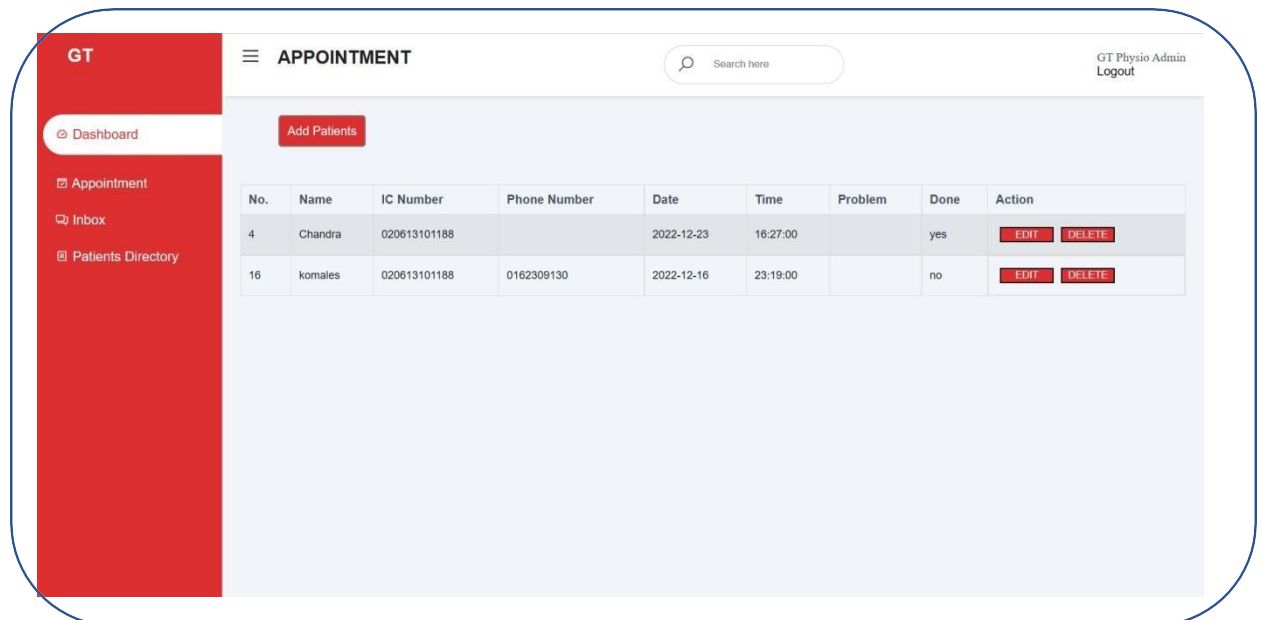 GT
APPOINTMENT
Search here
GT Physio Admin
Logout
Dashboard
Appointment
Inbox
Patients Directory
Add Patients
No. Name IC Number Phone Number Date Time Problem Done Action
4 Chandra 020613101188 2022-12-23 16:27:00 yes EDIT DELETE
16 komales 020613101188 0162309130 2022-12-16 23:19:00 no EDIT DELETE